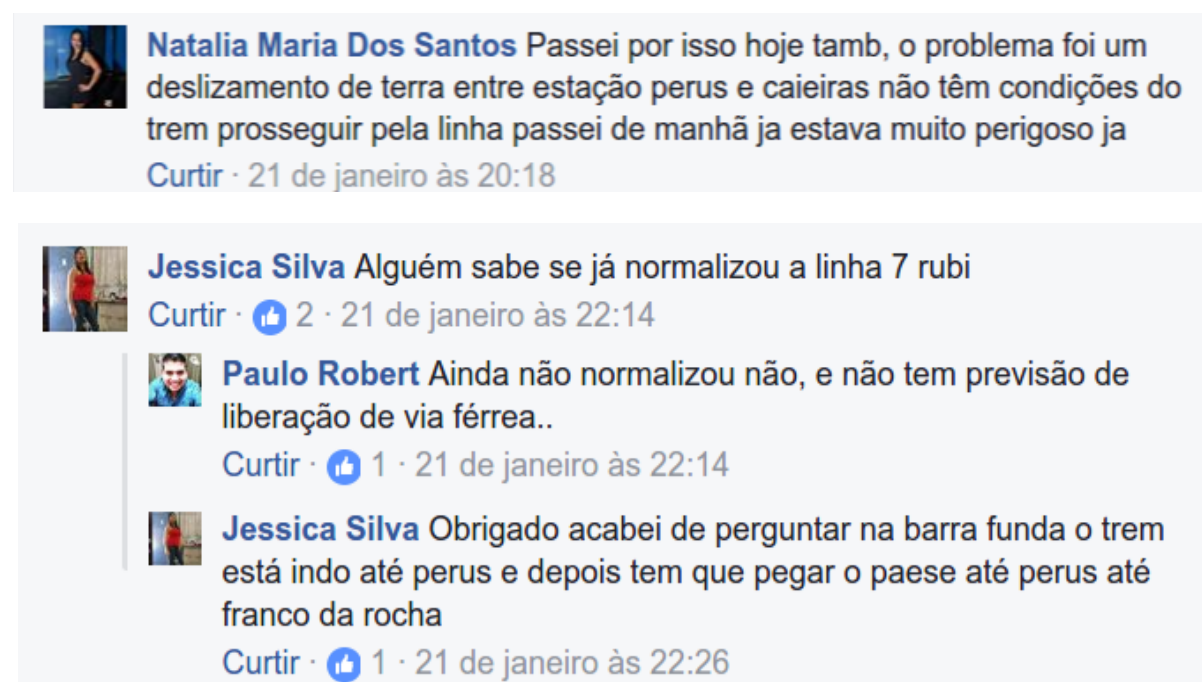 Natalia Maria Dos Santos Passei por isso hoje tamb, o problema foi um
deslizamento de terra entre estação perus e caieiras não têm condições do
trem prosseguir pela linha passei de manhã ja estava muito perigoso ja
Curtir · 21 de janeiro às 20:18
Jessica Silva Alguém sabe se já normalizou a linha 7 rubi
Curtir · 2 · 21 de janeiro às 22:14
Paulo Robert Ainda não normalizou não, e não tem previsão de
liberação de via férrea..
Curtir · 1 · 21 de janeiro às 22:14
Jessica Silva Obrigado acabei de perguntar na barra funda o trem
está indo até perus e depois tem que pegar o paese até perus até
franco da rocha
Curtir · 1 · 21 de janeiro às 22:26